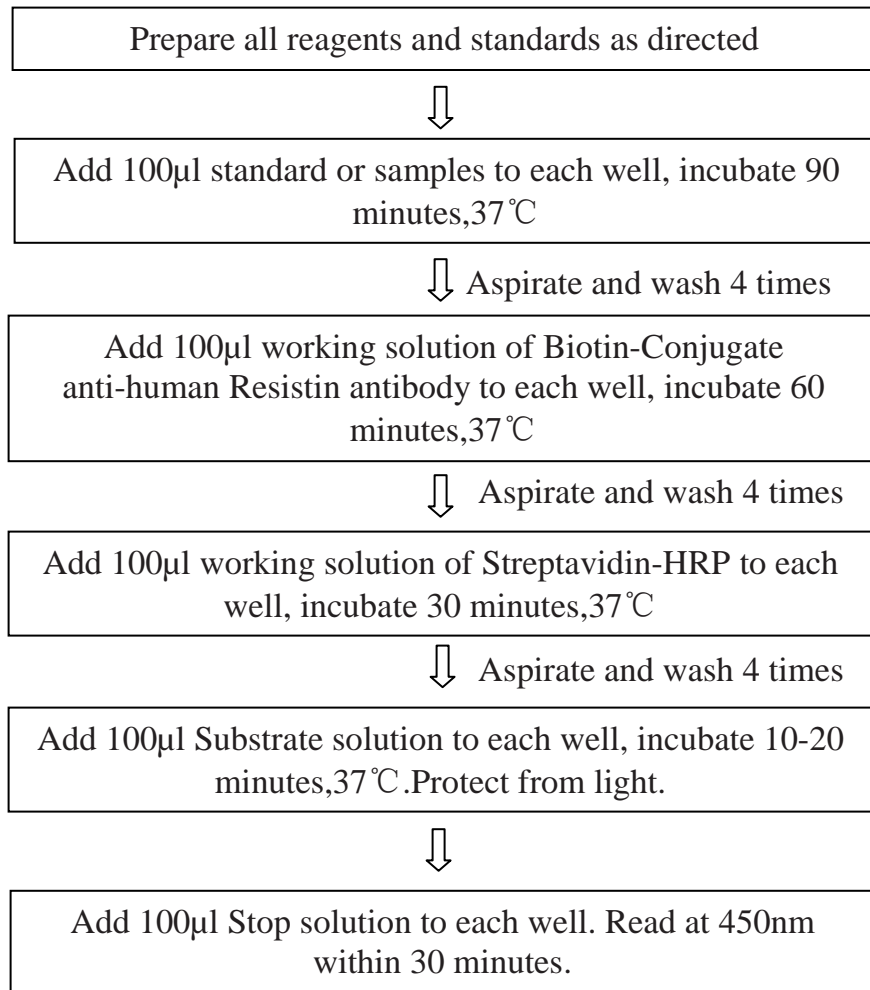 Prepare all reagents and standards as directed
Add 100μl standard or samples to each well, incubate 90
minutes,37℃
Aspirate and wash 4 times
Add 100μl working solution of Biotin-Conjugate
anti-human Resistin antibody to each well, incubate 60
minutes,37℃
Aspirate and wash 4 times
Add 100μl working solution of Streptavidin-HRP to each
well, incubate 30 minutes,37℃
Aspirate and wash 4 times
Add 100μl Substrate solution to each well, incubate 10-20
minutes,37℃.Protect from light.
Add 100μl Stop solution to each well. Read at 450nm
within 30 minutes.